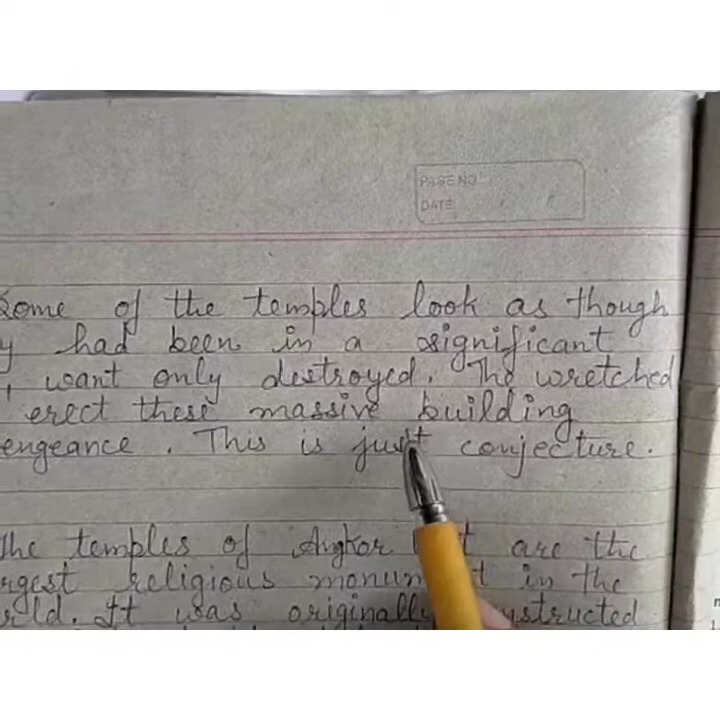 PAGE NO
DATE
Some of the temples look as though
y had been in a significant
, want only destroyed. The wretched
erect these massive building
engeance. This is just conjecture.
The temples of Angkor are the
rgest religious in the
rld. It was originally